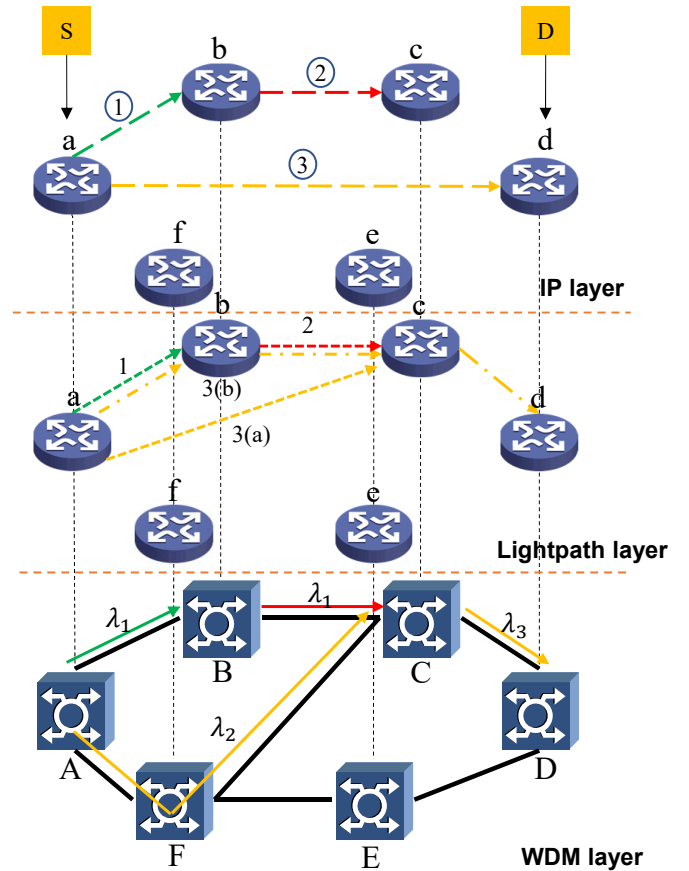 S
D
b
c
①
②
a
③
d
f
e
IP layer
b
2
c
1
3(b)
a
3(a)
d
f
e
Lightpath layer
λ₁
λ₁
B
C
λ₃
λ₂
A
D
F
E
WDM layer